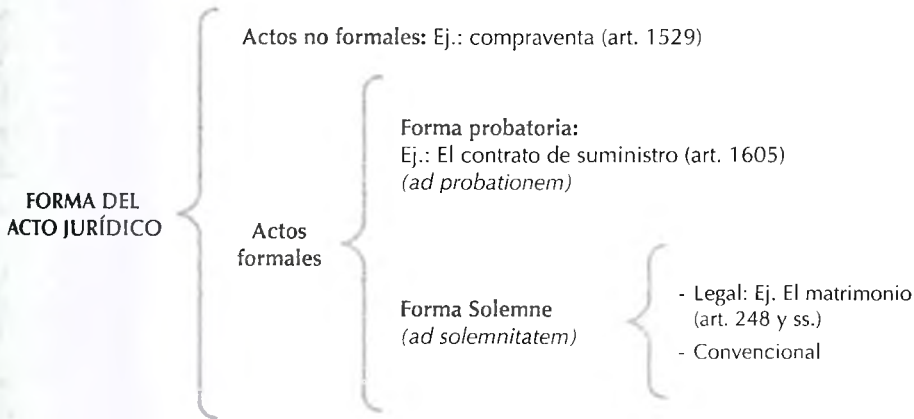 Actos no formales: Ej.: compraventa (art. 1529)
Forma probatoria:
Ej.: El contrato de suministro (art. 1605)
(ad probationem)
FORMA DEL
ACTO JURÍDICO
Actos
formales
Forma Solemne
(ad solemnitatem)
- Legal: Ej. El matrimonio
(art. 248 y ss.)
- Convencional